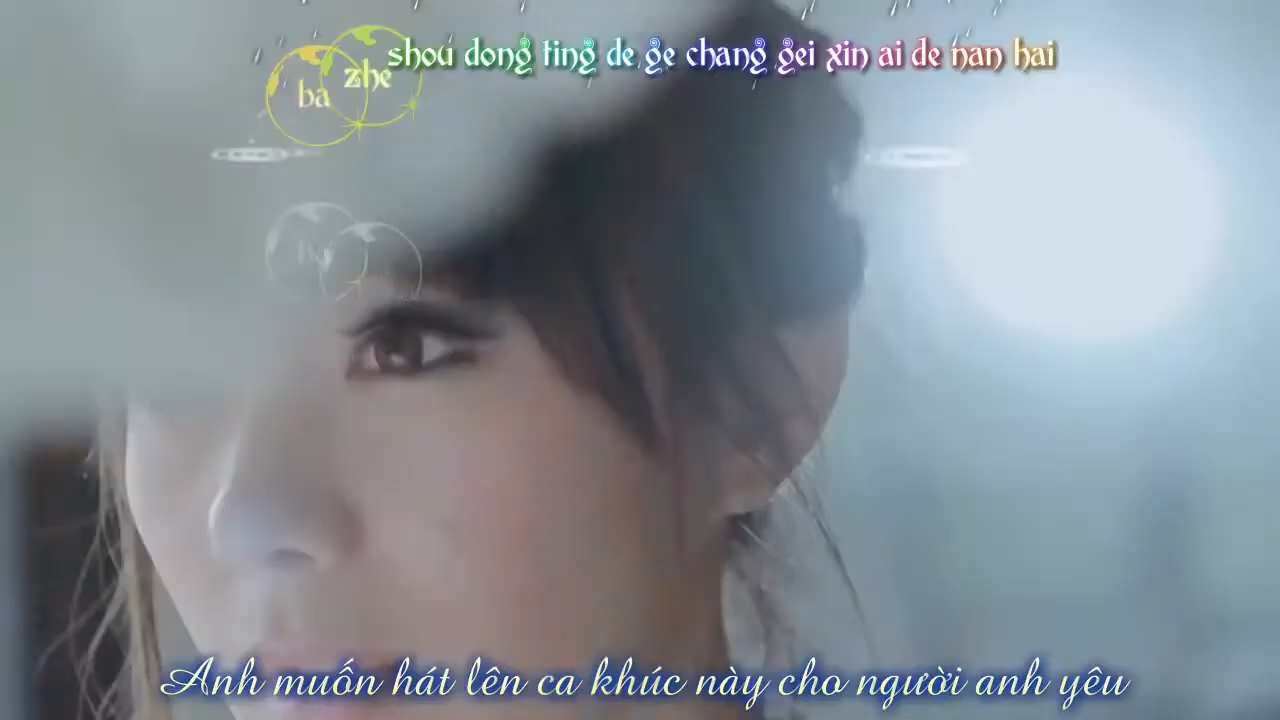 ba zhe shou dong ting de ge chang gei xin ai de nan hai
Anh muốn hát lên ca khúc này cho người anh yêu